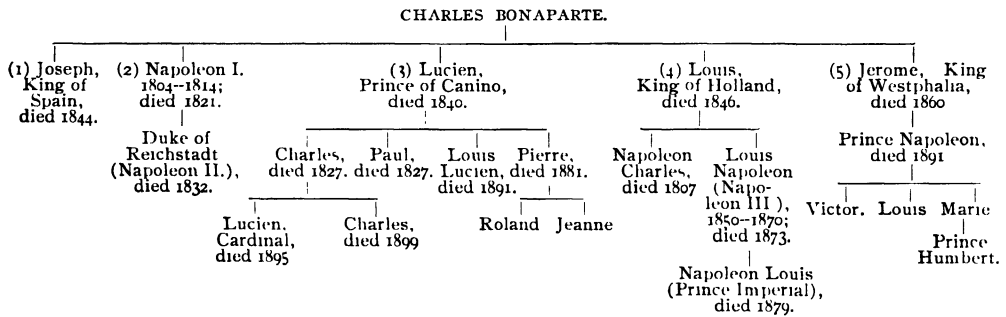 CHARLES BONAPARTE.
(1) Joseph,
King of
Spain,
died 1844.
(2) Napoleon I.
1804--1814;
died 1821.
Duke of
Reichstadt
(Napoleon II.),
died 1832.
(3) Lucien,
Prince of Canino,
died 1840.
Charles,
died 1827.
Paul,
died 1827.
Louis
Lucien,
died 1891.
Pierre,
died 1881.
Lucien.
Cardinal,
died 1895
Charles,
died 1899
Roland
Jeanne
(4) Louis,
King of Holland,
died 1846.
Napoleon
Charles,
died 1807
Louis
Napoleon
(Napo-
leon III ),
1850--1870;
died 1873.
Napoleon Louis
(Prince Imperial),
died 1879.
(5) Jerome, King
of Westphalia,
died 1860
Prince Napoleon,
died 1891
Victor.
Louis
Marie
Prince
Humbert.